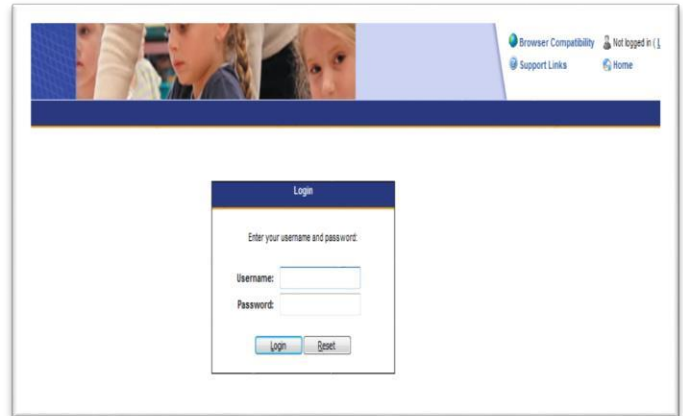 Browser Compatibility Not logged in ( L
Support Links Home
Login
Enter your username and password:
Username:
Password:
Login Reset